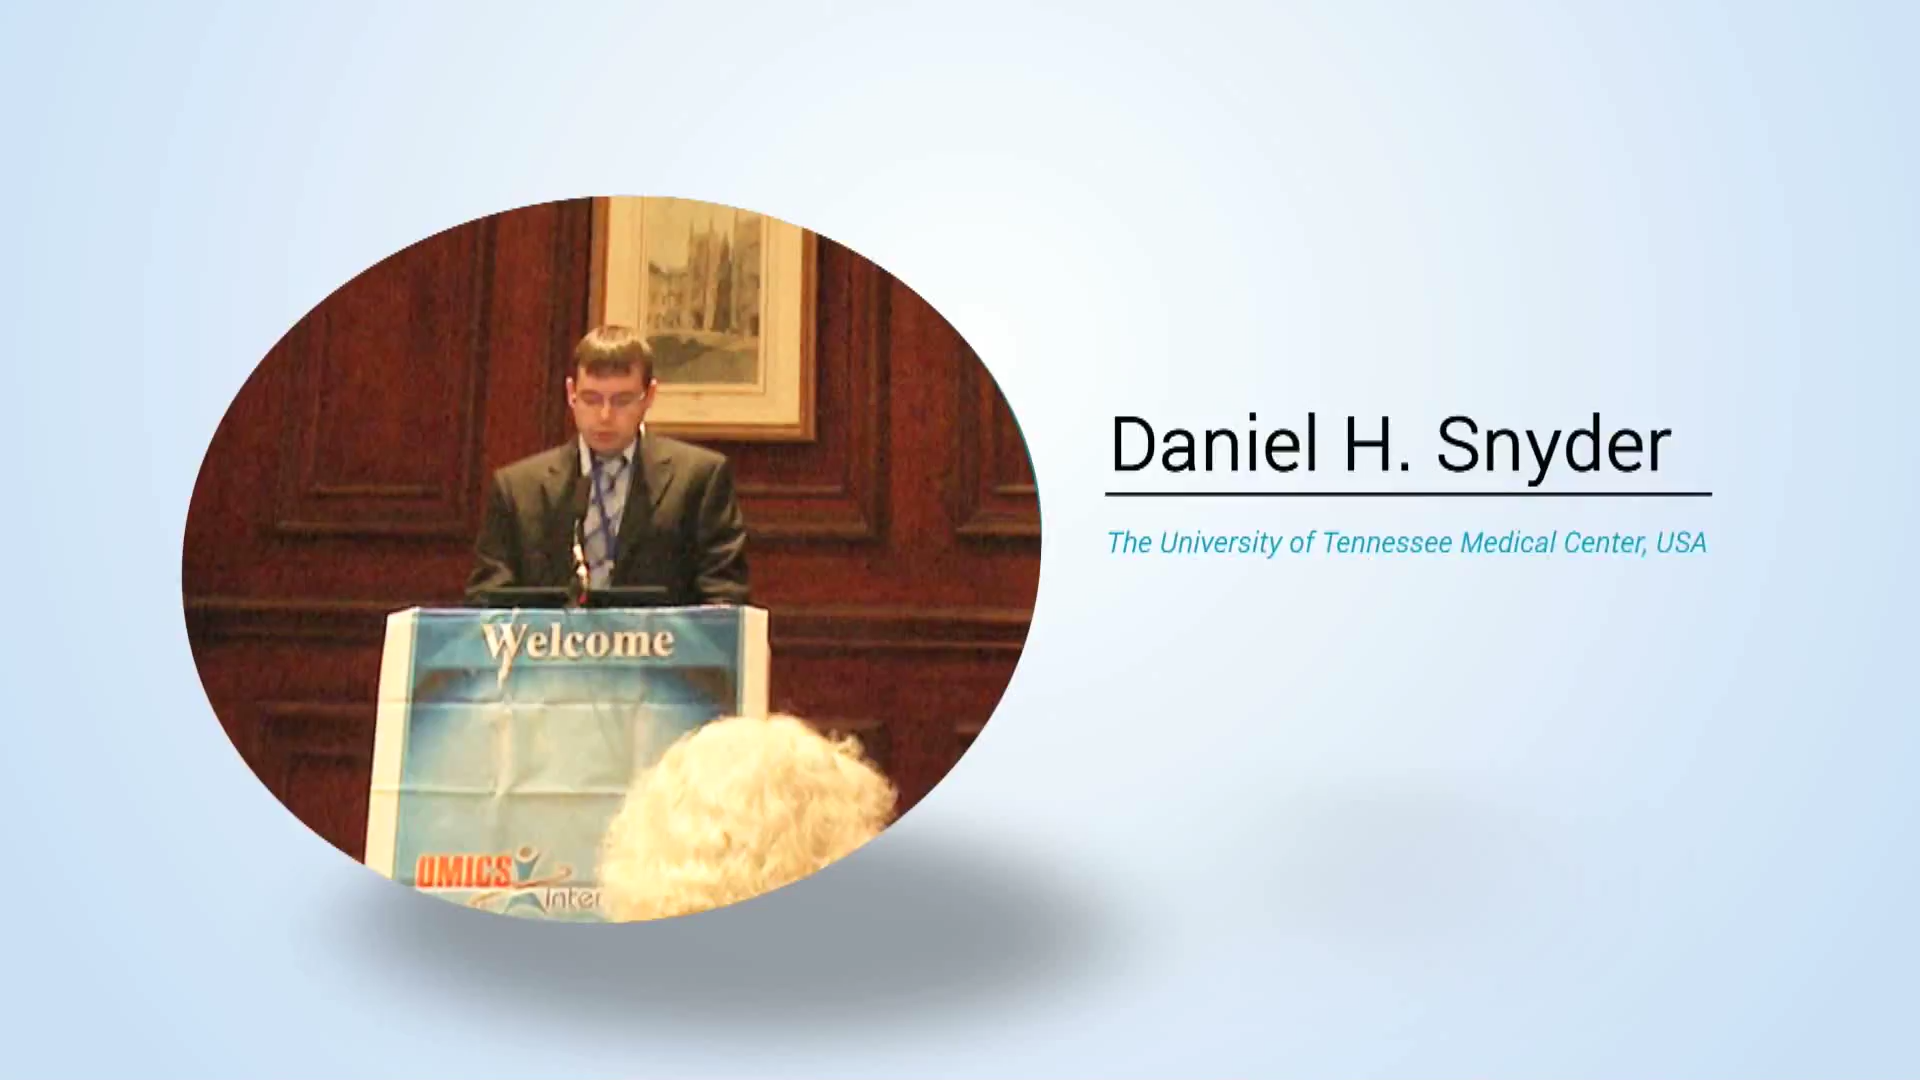 Daniel H. Snyder
The University of Tennessee Medical Center, USA
Welcome
OMICS
Inter